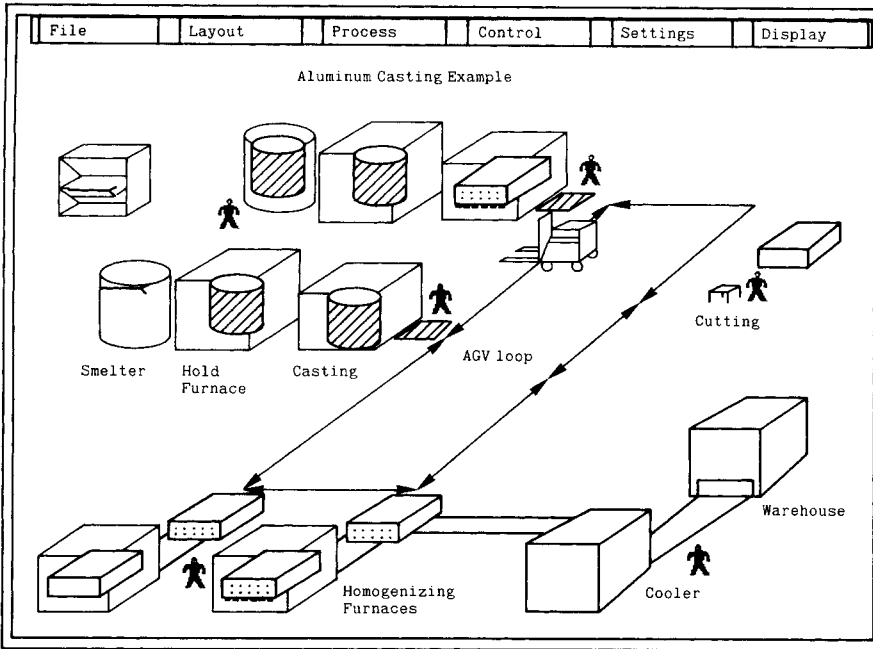 File Layout Process Control Settings Display
Aluminum Casting Example
Cutting
AGV loop
Smelter
Hold
Furnace
Casting
Warehouse
Homogenizing
Furnaces
Cooler